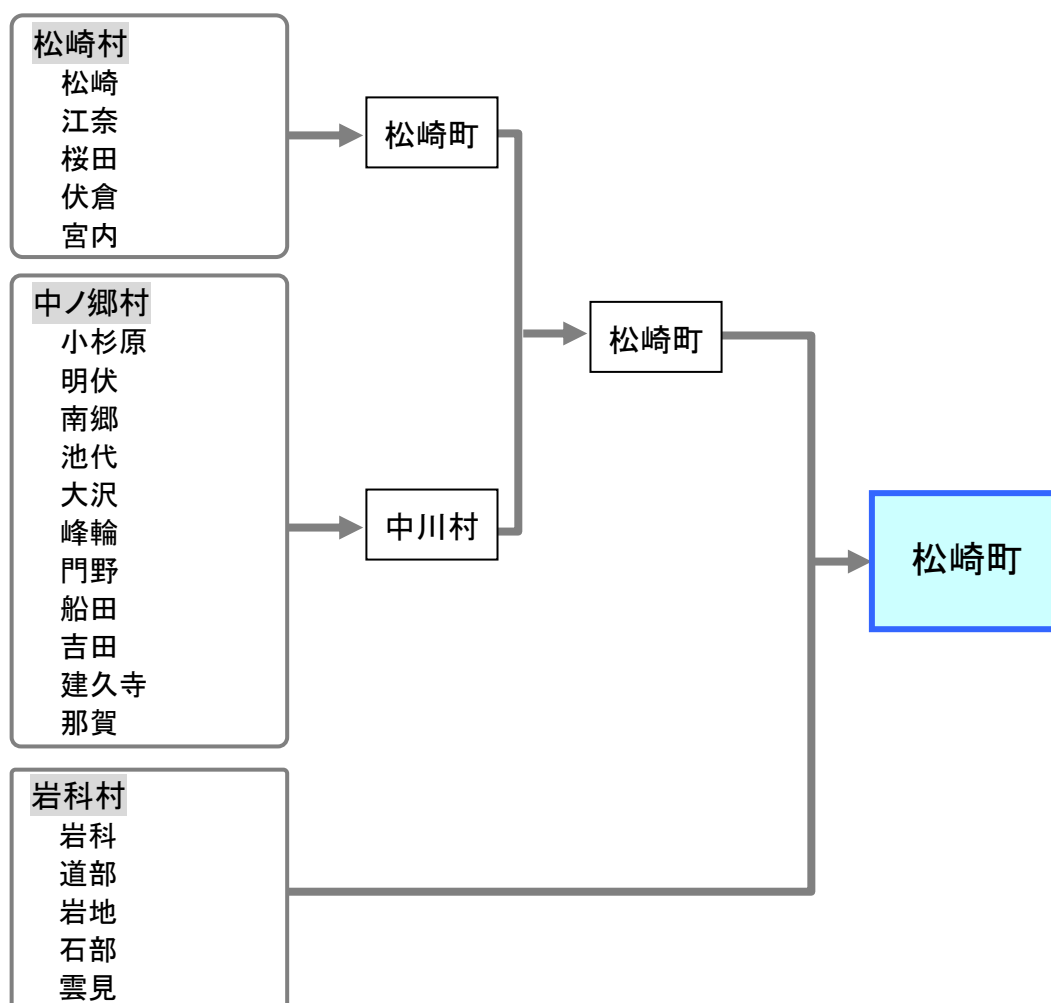 松崎村
松崎
江奈
桜田
伏倉
宮内
松崎町
中ノ郷村
小杉原
明伏
南郷
池代
大沢
峰輪
門野
船田
吉田
建久寺
那賀
中川村
松崎町
松崎町
岩科村
岩科
道部
岩地
石部
雲見